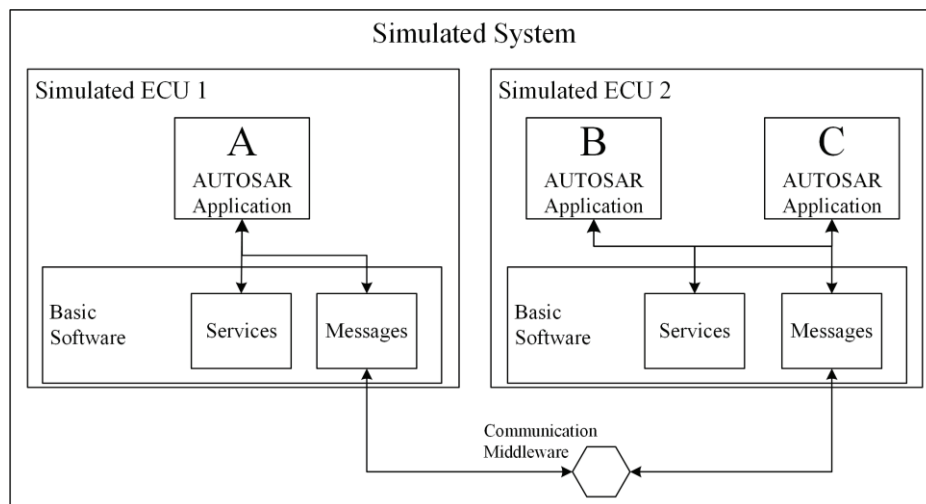 Simulated System
Simulated ECU 1
A
AUTOSAR
Application
Basic
Software
Services
Messages
Simulated ECU 2
B
AUTOSAR
Application
C
AUTOSAR
Application
Basic
Software
Services
Messages
Communication
Middleware